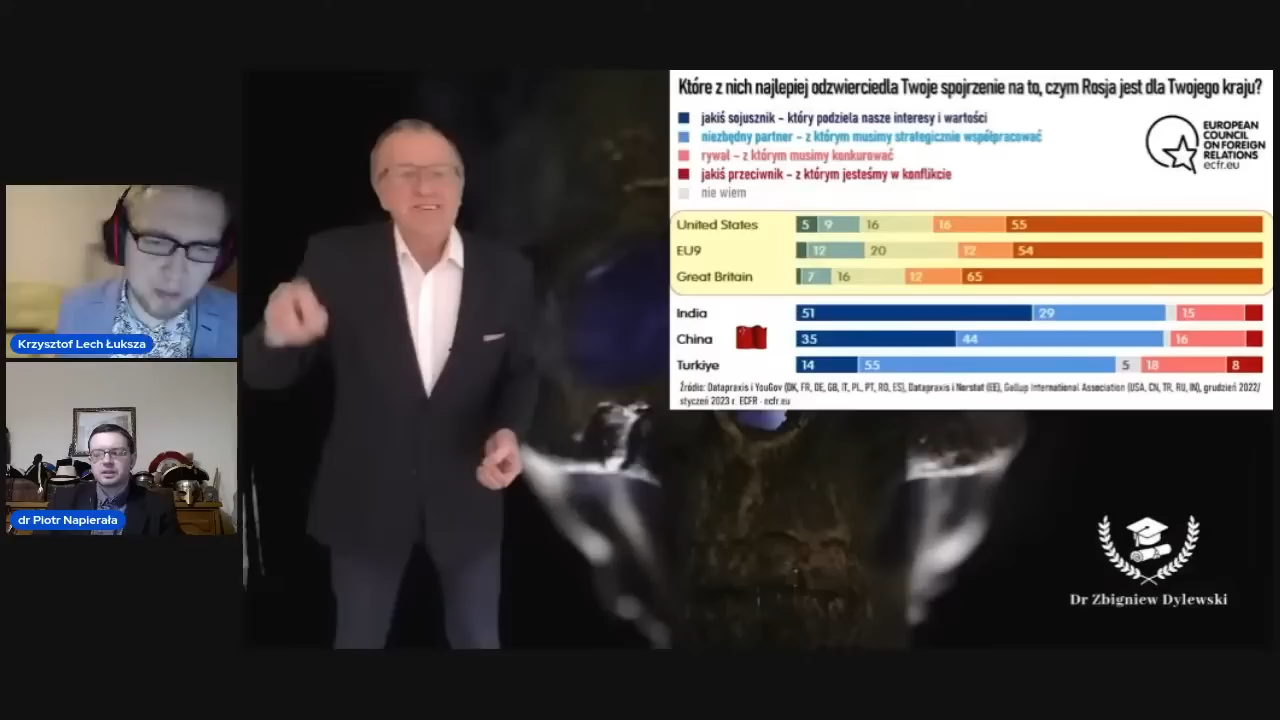 Które z nich najlepiej odzwierciedla Twoje spojrzenie na to, czym Rosja jest dla Twojego kraju?
jakiś sojusznik – który podziela nasze interesy i wartości
niezbędny partner – z którym musimy strategicznie współpracować
rywal – z którym musimy konkurować
jakiś przeciwnik – z którym jesteśmy w konflikcie
nie wiem
EUROPEAN
COUNCIL
ON FOREIGN
RELATIONS
ecfr.eu
United States 5 9 16 16 55
EU9 12 20 12 54
Great Britain 7 16 12 65
India 51 29 15
China 35 44 16
Turkiye 14 55 5 18 8
Źródło: Datapraxis i YouGov (DK, FR, DE, GB, IT, PL, PT, RO, ES), Datapraxis i Norstat (EE), Gallup International Association (USA, CN, TR, RU, IN), grudzień 2022/
styczeń 2023 r. ECFR · ecfr.eu
Krzysztof Lech Łuksza
dr Piotr Napierała
Dr Zbigniew Dylewski